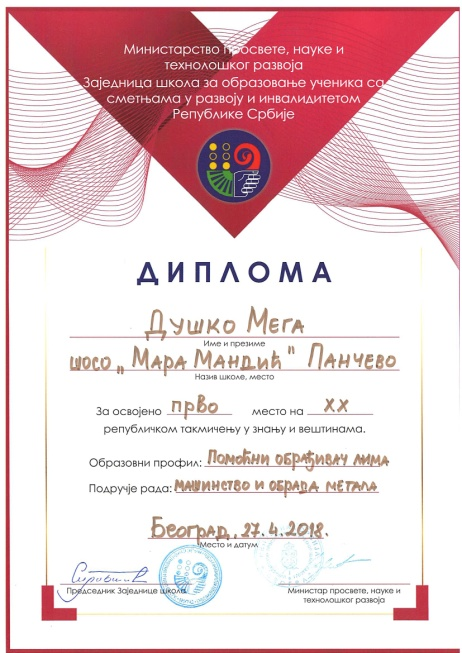 Министарство просвете, науке и
технолошког развоја
Заједница школа за образовање ученика са
сметњама у развоју и инвалидитетом
Републике Србије
ДИПЛОМА
Душко Мега
Име и презиме
ШОСО „Мара Мандић" Панчево
Назив школе, место
За освојено прво место на XX
републичком такмичењу у знању и вештинама.
Образовни профил: Помоћни обрађивач лима
Подручје рада: Машинство и обрада метала
Београд, 27.4.2018.
Место и датум
Председник Заједнице школа
Министар просвете, науке и
технолошког развоја